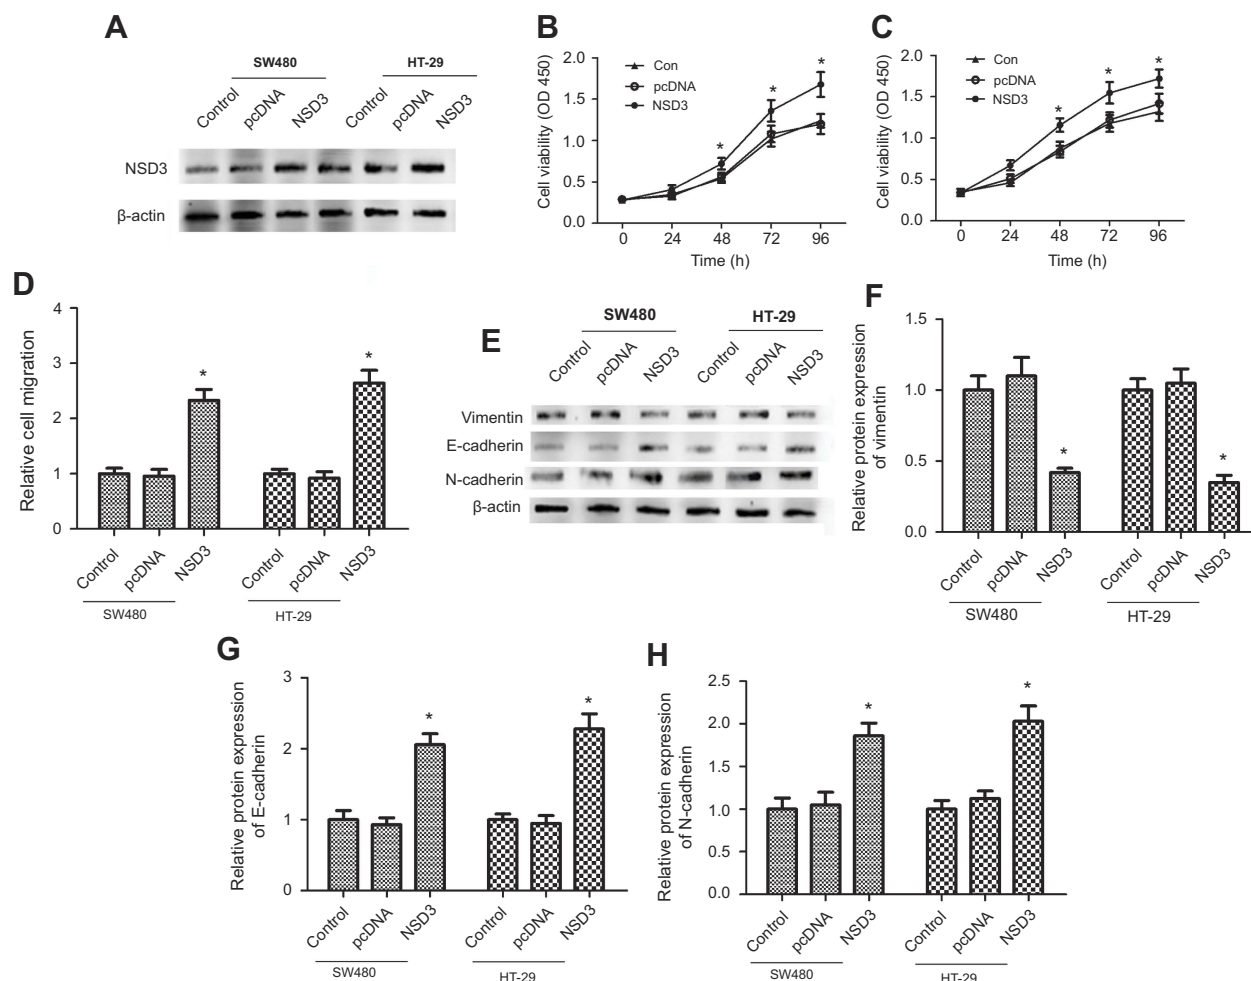 A
SW480
HT-29
Control
pcDNA
NSD3
Control
pcDNA
NSD3
NSD3
β-actin
B
Cell viability (OD 450)
2.0
1.5
1.0
0.5
0.0
Con
pcDNA
NSD3
*
*
*
0 24 48 72 96
Time (h)
C
Cell viability (OD 450)
2.0
1.5
1.0
0.5
0.0
Con
pcDNA
NSD3
*
*
*
0 24 48 72 96
Time (h)
D
Relative cell migration
4
3
2
1
0
*
*
Control
pcDNA
NSD3
Control
pcDNA
NSD3
SW480
HT-29
E
SW480
HT-29
Control
pcDNA
NSD3
Control
pcDNA
NSD3
Vimentin
E-cadherin
N-cadherin
β-actin
F
Relative protein expression
of vimentin
1.5
1.0
0.5
0.0
*
*
Control
pcDNA
NSD3
Control
pcDNA
NSD3
SW480
HT-29
G
Relative protein expression
of E-cadherin
3
2
1
0
*
*
Control
pcDNA
NSD3
Control
pcDNA
NSD3
SW480
HT-29
H
Relative protein expression
of N-cadherin
2.5
2.0
1.5
1.0
0.5
0.0
*
*
Control
pcDNA
NSD3
Control
pcDNA
NSD3
SW480
HT-29